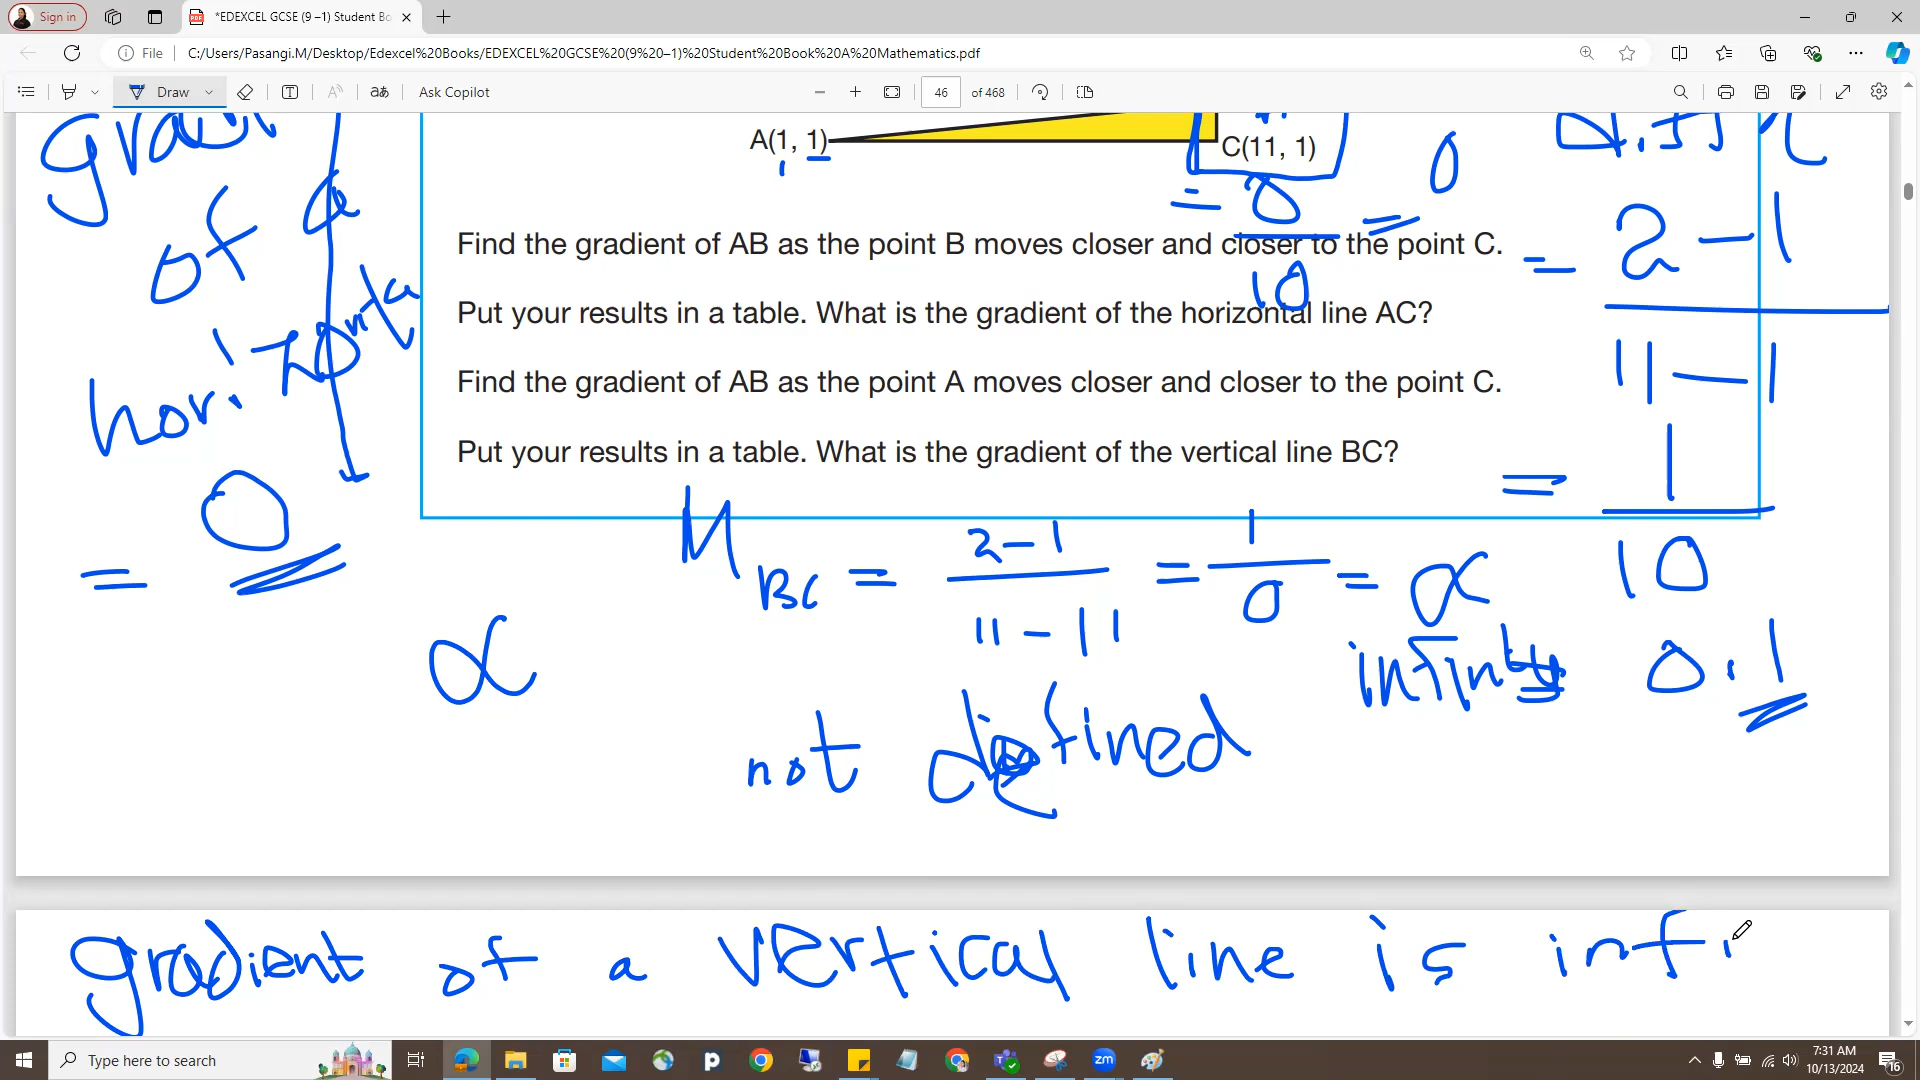 Sign in
*EDEXCEL GCSE (9 –1) Student Bo
File
C:/Users/Pasangi.M/Desktop/Edexcel%20Books/EDEXCEL%20GCSE%20(9%20–1)%20Student%20Book%20A%20Mathematics.pdf
Draw
Ask Copilot
46 of 468
A(1, 1)
C(11, 1)
= 0/10 = 0
= 2 – 1 / 11 – 1
= 1/10
0.1
of a
horizonta
= 0
Find the gradient of AB as the point B moves closer and closer to the point C.
Put your results in a table. What is the gradient of the horizontal line AC?
Find the gradient of AB as the point A moves closer and closer to the point C.
Put your results in a table. What is the gradient of the vertical line BC?
M BC = 2 – 1 / 11 – 11 = 1/0 = α
α
infinity
not defined
gradient of a vertical line is infi
Type here to search
7:31 AM
10/13/2024
16